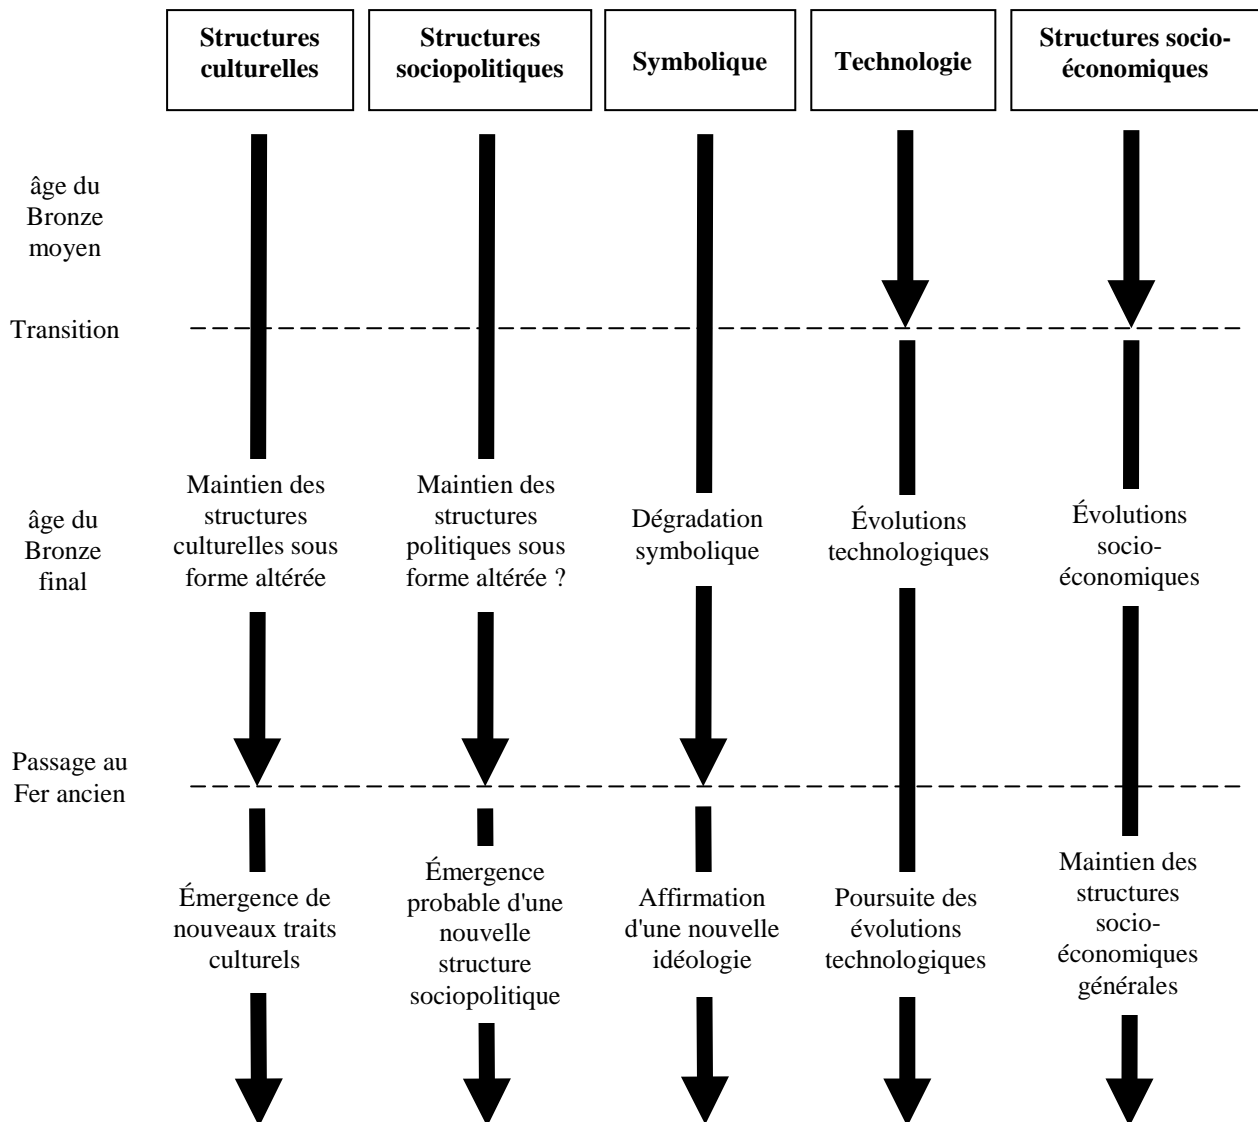 Structures
culturelles
Structures
sociopolitiques
Symbolique
Technologie
Structures socio-
économiques
âge du
Bronze
moyen
Transition
âge du
Bronze
final
Maintien des
structures
culturelles sous
forme altérée
Maintien des
structures
politiques sous
forme altérée ?
Dégradation
symbolique
Évolutions
technologiques
Évolutions
socio-
économiques
Passage au
Fer ancien
Émergence de
nouveaux traits
culturels
Émergence
probable d'une
nouvelle
structure
sociopolitique
Affirmation
d'une nouvelle
idéologie
Poursuite des
évolutions
technologiques
Maintien des
structures
socio-
économiques
générales